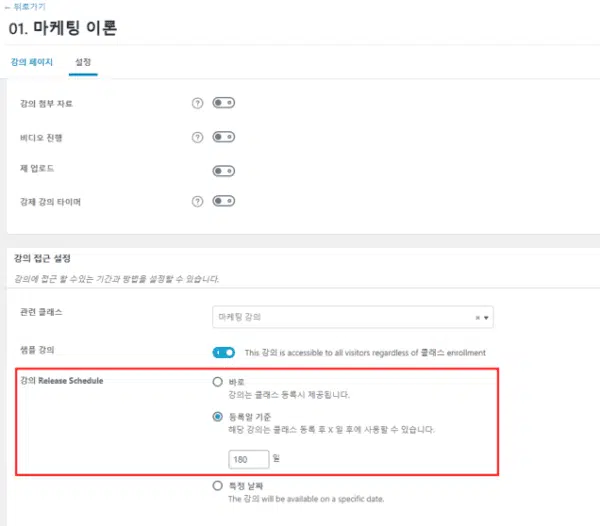 ← 뒤로가기
01. 마케팅 이론
강의 페이지 설정
강의 첨부 자료 ?
비디오 진행 ?
제 업로드
강제 강의 타이머 ?
강의 접근 설정
강의에 접근 할 수있는 기간과 방법을 설정할 수 있습니다.
관련 클래스 마케팅 강의 × ▾
샘플 강의 This 강의 is accessible to all visitors regardless of 클래스 enrollment
강의 Release Schedule 바로
강의는 클래스 등록시 제공됩니다.
등록일 기준
해당 강의는 클래스 등록 후 X 일 후에 사용할 수 있습니다.
180 일
특정 날짜
The 강의 will be available on a specific date.